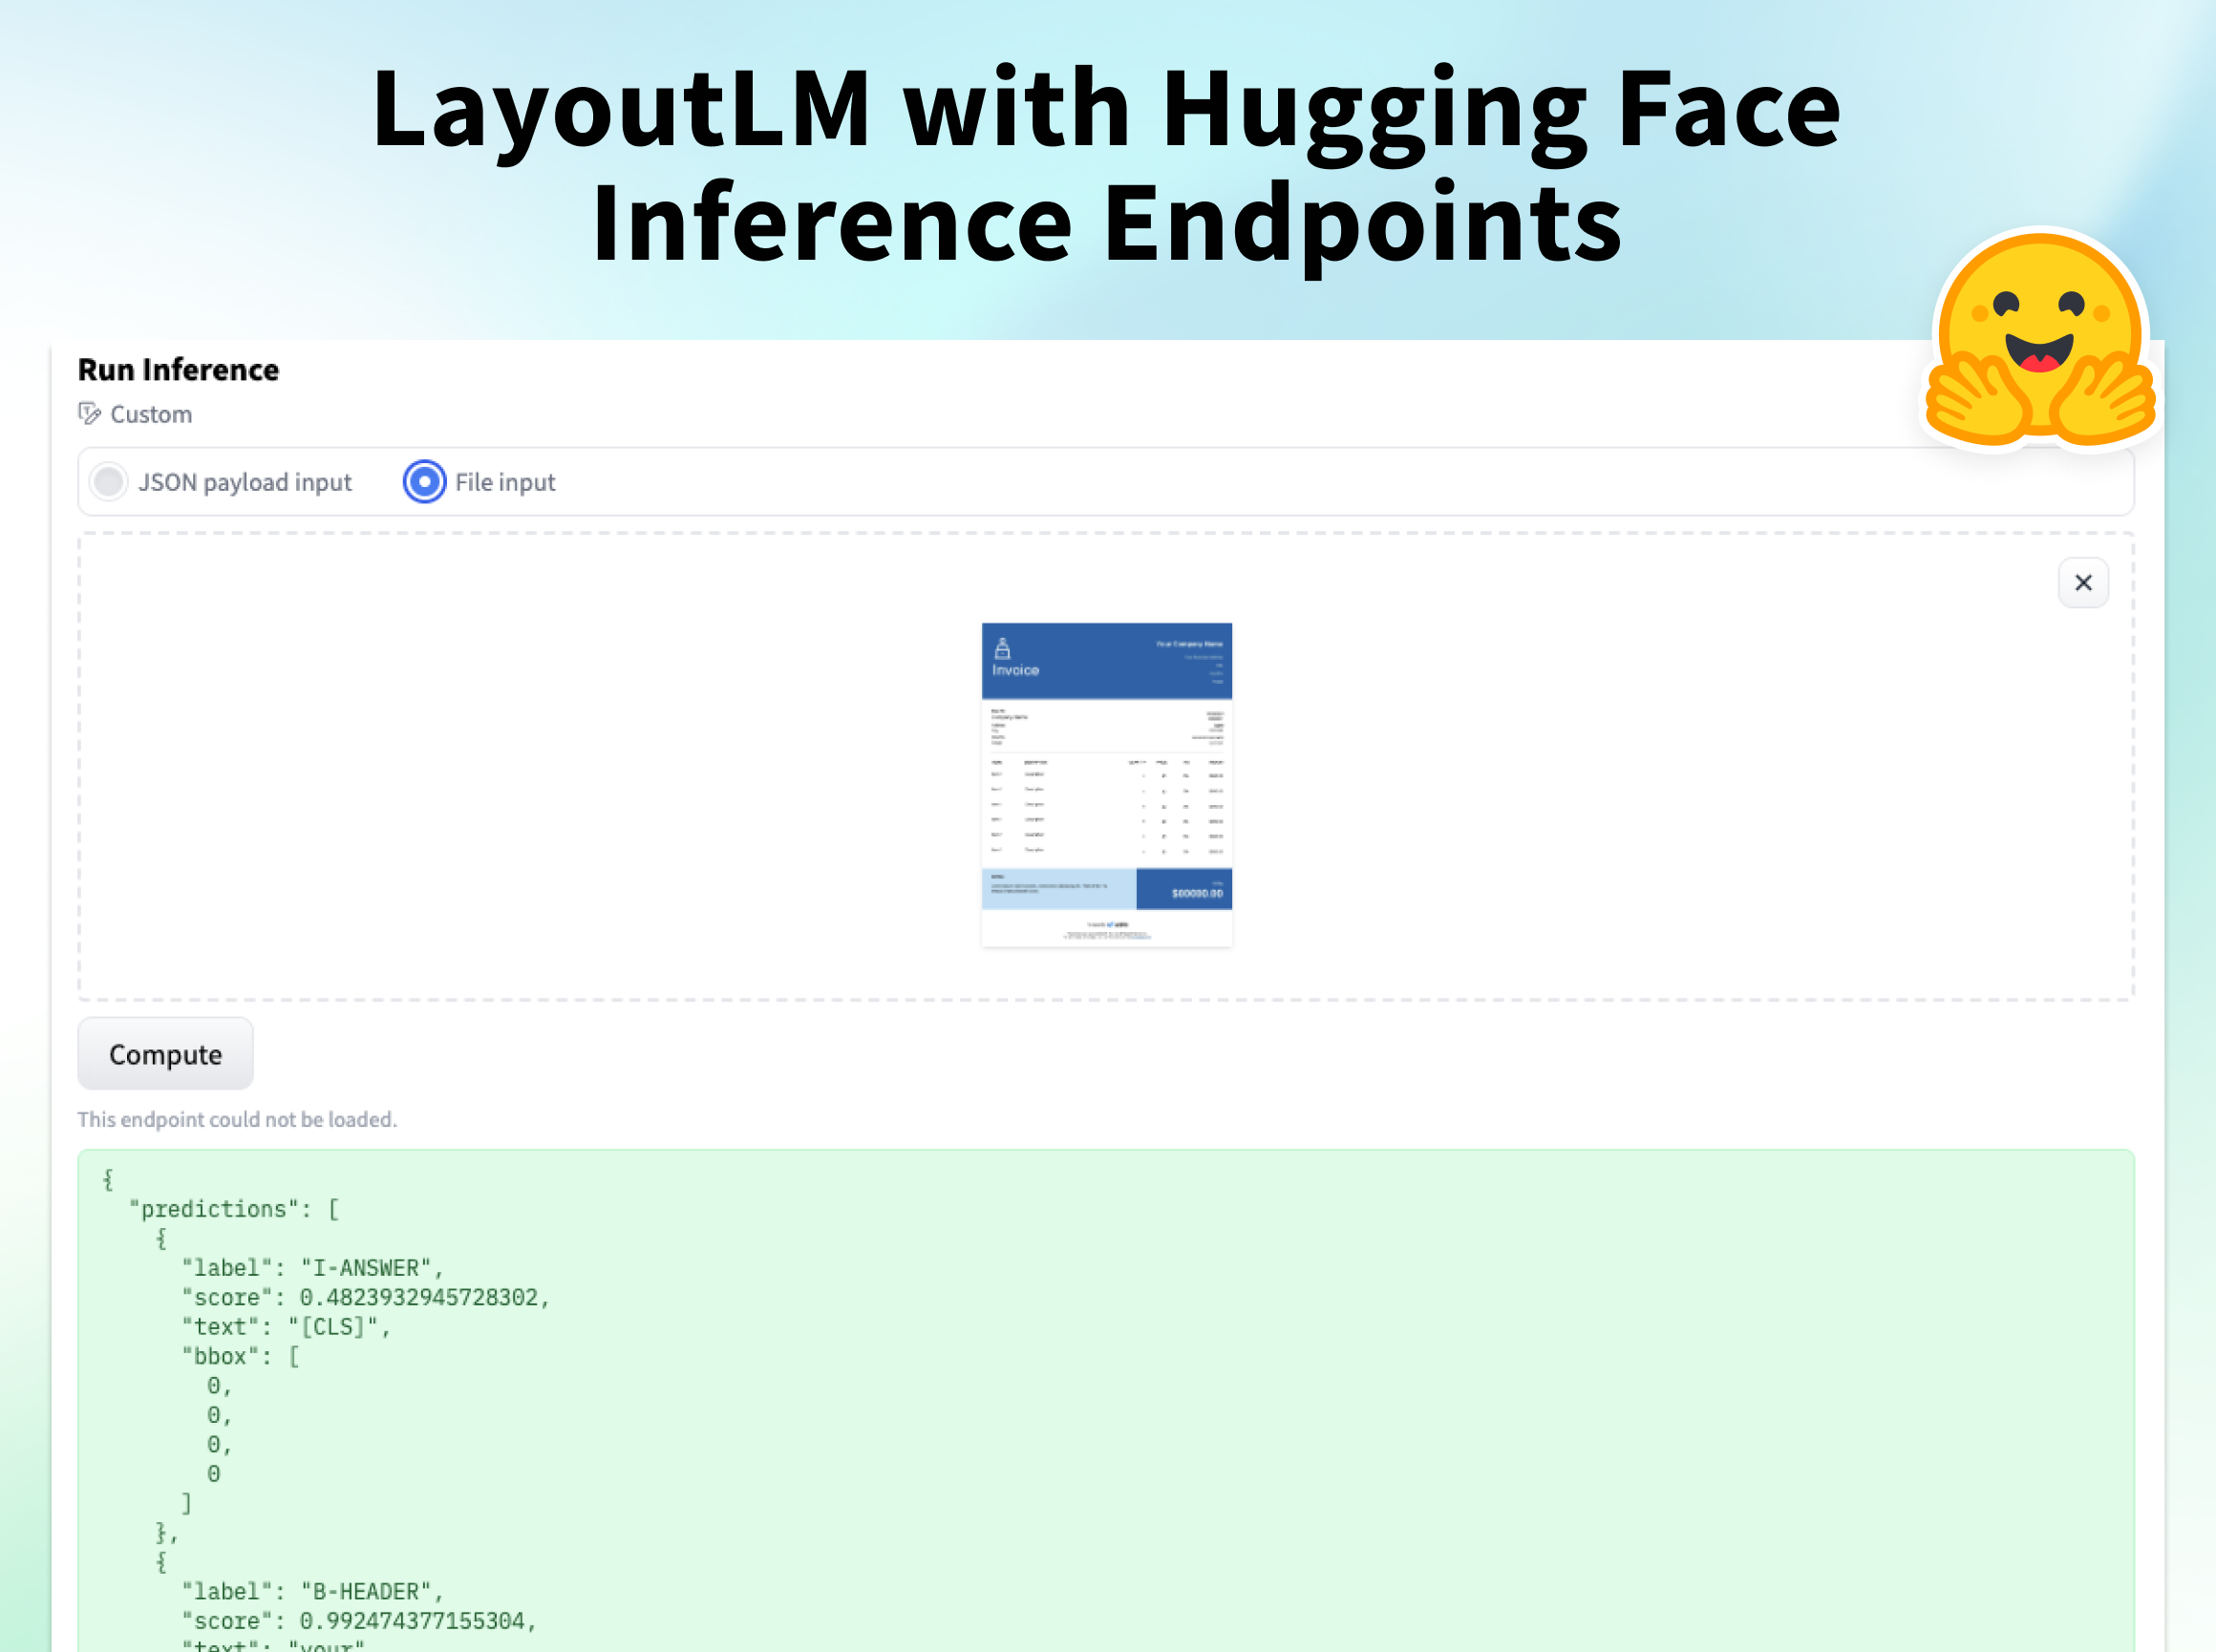 LayoutLM with Hugging Face
Inference Endpoints
Run Inference
Custom
JSON payload input
File input
Your Company Name
Invoice
Company Name
$00000.00
Compute
This endpoint could not be loaded.
{
"predictions": [
{
"label": "I-ANSWER",
"score": 0.4823932945728302,
"text": "[CLS]",
"bbox": [
0,
0,
0,
0
]
},
{
"label": "B-HEADER",
"score": 0.992474377155304,
"text": "your"